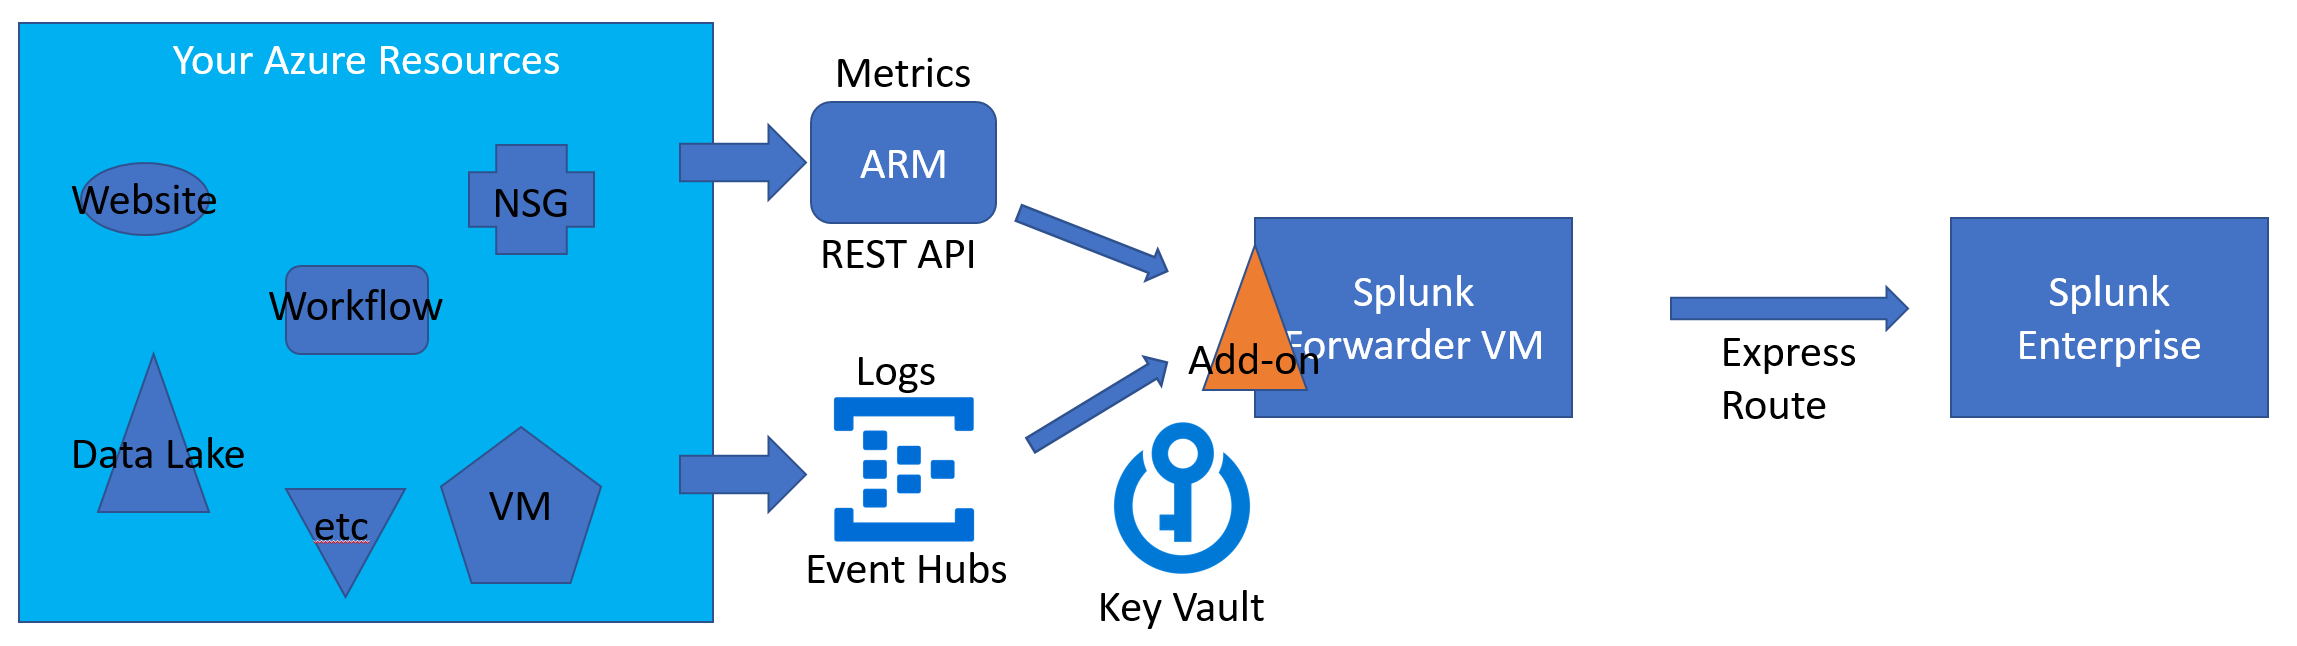 Your Azure Resources
Website
NSG
Workflow
Data Lake
etc
VM
Metrics
ARM
REST API
Logs
Event Hubs
Add-on
Splunk
Forwarder VM
Key Vault
Express
Route
Splunk
Enterprise